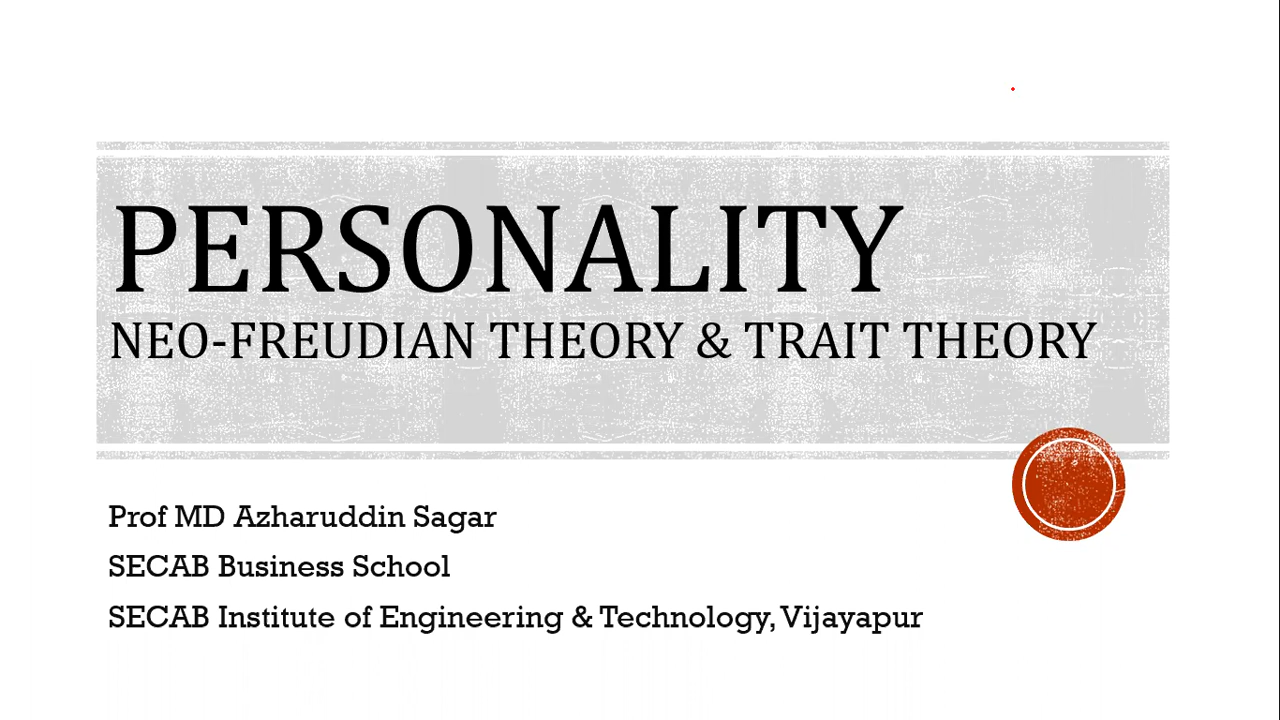 PERSONALITY
NEO-FREUDIAN THEORY & TRAIT THEORY
Prof MD Azharuddin Sagar
SECAB Business School
SECAB Institute of Engineering & Technology, Vijayapur